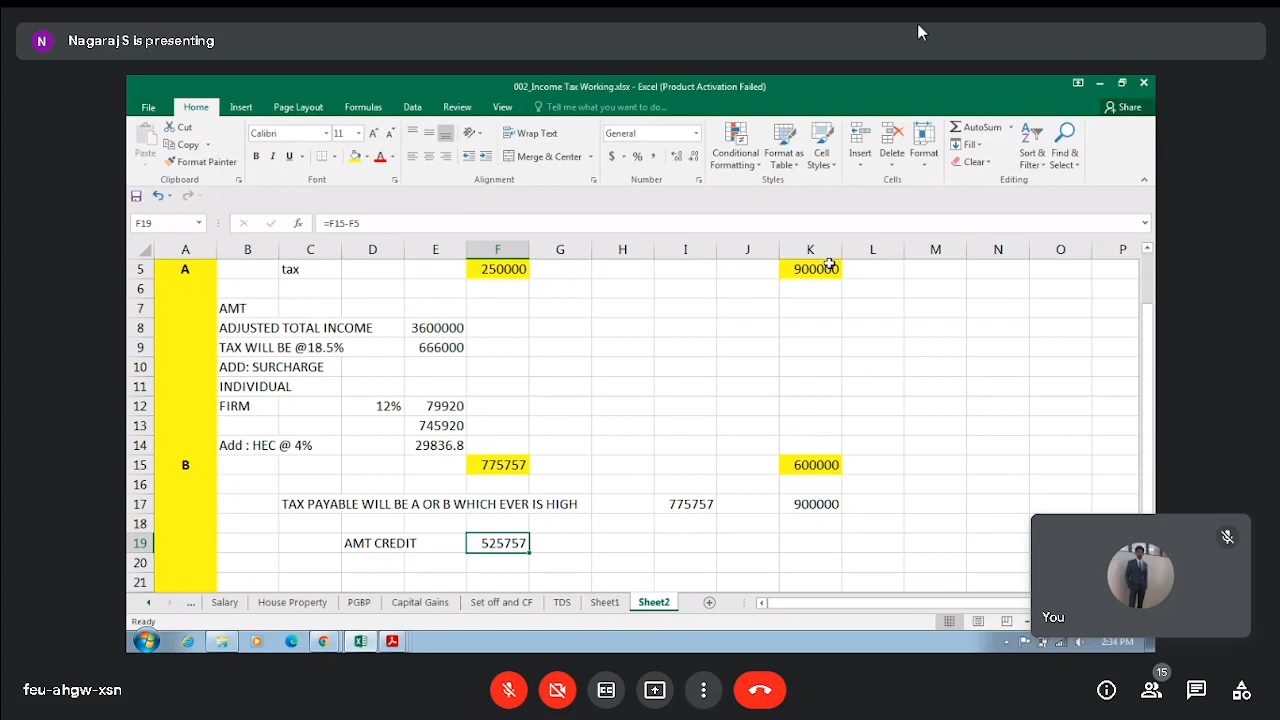 N Nagaraj S is presenting
002_Income Tax Working.xlsx - Excel (Product Activation Failed)
File Home Insert Page Layout Formulas Data Review View Tell me what you want to do... Share
Paste Cut Copy Format Painter Clipboard
Calibri 11 A A B I U A Font
Wrap Text Merge & Center Alignment
General $ % , Number
Conditional Formatting Format as Table Cell Styles Styles
Insert Delete Format Cells
AutoSum Fill Clear Sort & Filter Find & Select Editing
F19 fx =F15-F5
A B C D E F G H I J K L M N O P
5 A tax 250000 900000
6
7 AMT
8 ADJUSTED TOTAL INCOME 3600000
9 TAX WILL BE @18.5% 666000
10 ADD: SURCHARGE
11 INDIVIDUAL
12 FIRM 12% 79920
13 745920
14 Add : HEC @ 4% 29836.8
15 B 775757 600000
16
17 TAX PAYABLE WILL BE A OR B WHICH EVER IS HIGH 775757 900000
18
19 AMT CREDIT 525757
20
21
... Salary House Property PGBP Capital Gains Set off and CF TDS Sheet1 Sheet2
Ready
2:34 PM
You
feu-ahgw-xsn
CC
15